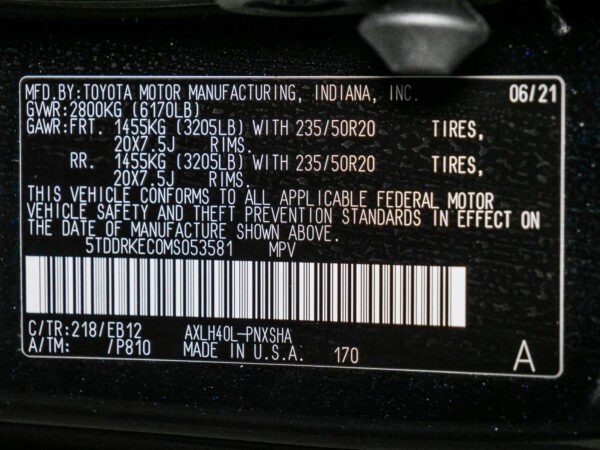 MFD.BY:TOYOTA MOTOR MANUFACTURING, INDIANA, INC. 06/21
GVWR:2800KG (6170LB)
GAWR:FRT. 1455KG (3205LB) WITH 235/50R20 TIRES,
20X7.5J RIMS.
RR. 1455KG (3205LB) WITH 235/50R20 TIRES,
20X7.5J RIMS.
THIS VEHICLE CONFORMS TO ALL APPLICABLE FEDERAL MOTOR
VEHICLE SAFETY AND THEFT PREVENTION STANDARDS IN EFFECT ON
THE DATE OF MANUFACTURE SHOWN ABOVE.
5TDDRKEC0MS053581 MPV
C/TR:218/EB12 AXLH40L-PNXSHA
A/TM: /P810 MADE IN U.S.A. 170 A